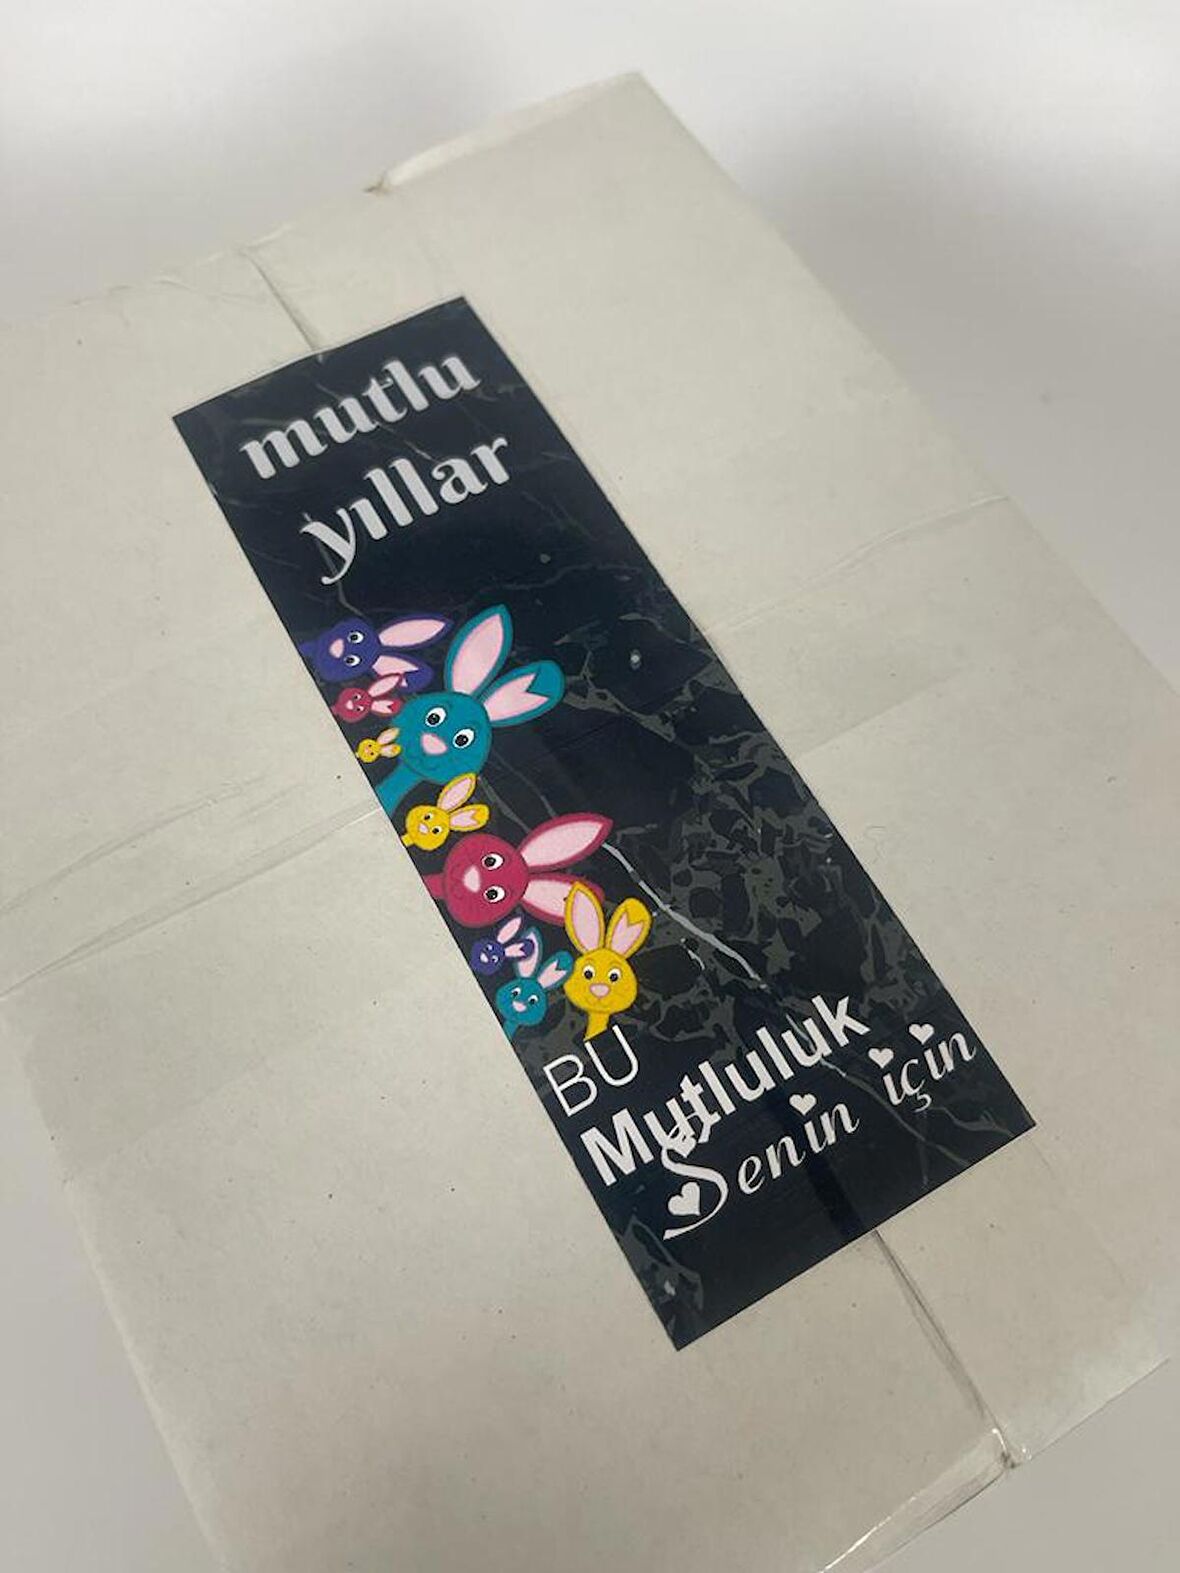 mutlu
yıllar
BU
Mutluluk
Senin için